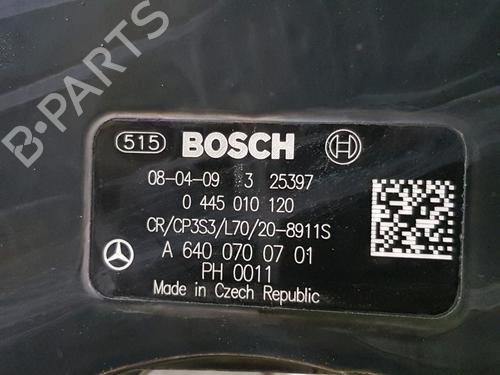 B-PARTS
515 BOSCH
08-04-09 3 25397
0 445 010 120
CR/CP3S3/L70/20-8911S
A 640 070 07 01
PH 0011
Made in Czech Republic